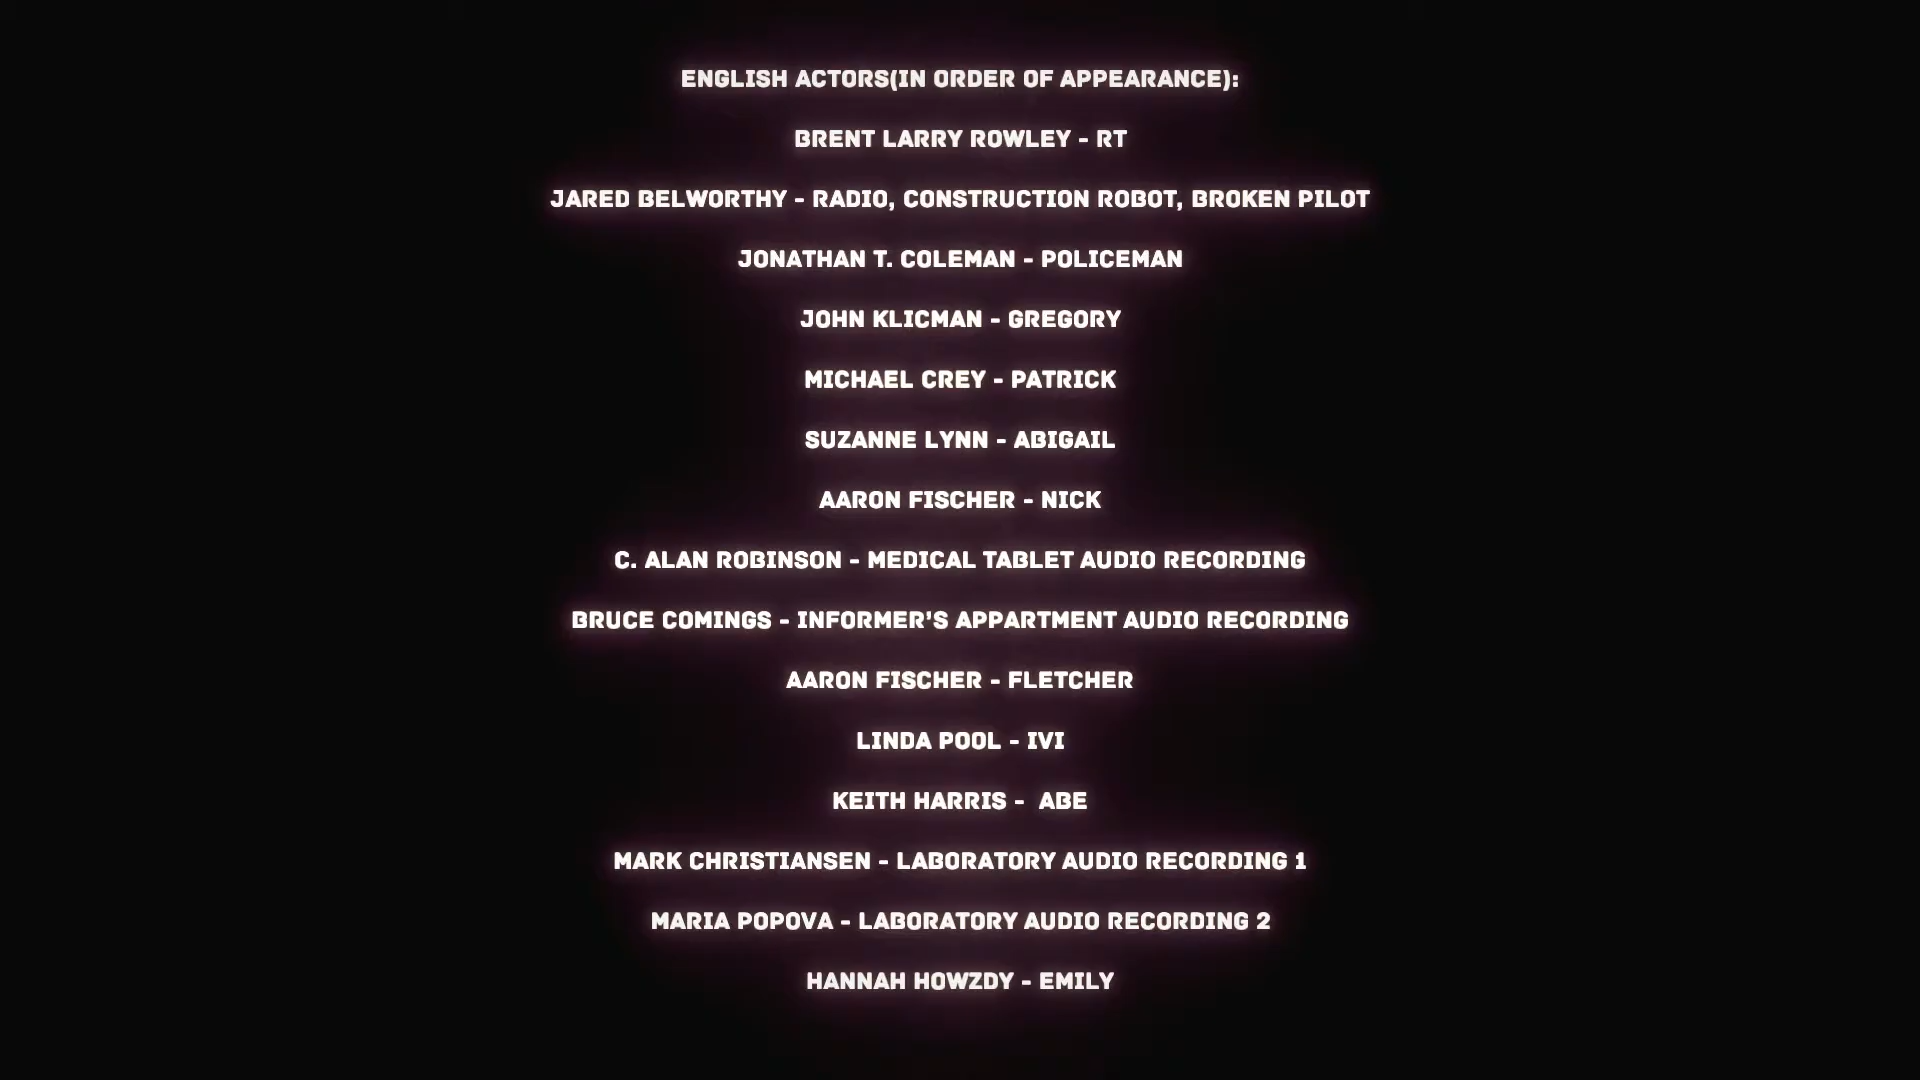 ENGLISH ACTORS(IN ORDER OF APPEARANCE):
BRENT LARRY ROWLEY - RT
JARED BELWORTHY - RADIO, CONSTRUCTION ROBOT, BROKEN PILOT
JONATHAN T. COLEMAN - POLICEMAN
JOHN KLICMAN - GREGORY
MICHAEL CREY - PATRICK
SUZANNE LYNN - ABIGAIL
AARON FISCHER - NICK
C. ALAN ROBINSON - MEDICAL TABLET AUDIO RECORDING
BRUCE COMINGS - INFORMER'S APPARTMENT AUDIO RECORDING
AARON FISCHER - FLETCHER
LINDA POOL - IVI
KEITH HARRIS -  ABE
MARK CHRISTIANSEN - LABORATORY AUDIO RECORDING 1
MARIA POPOVA - LABORATORY AUDIO RECORDING 2
HANNAH HOWZDY - EMILY